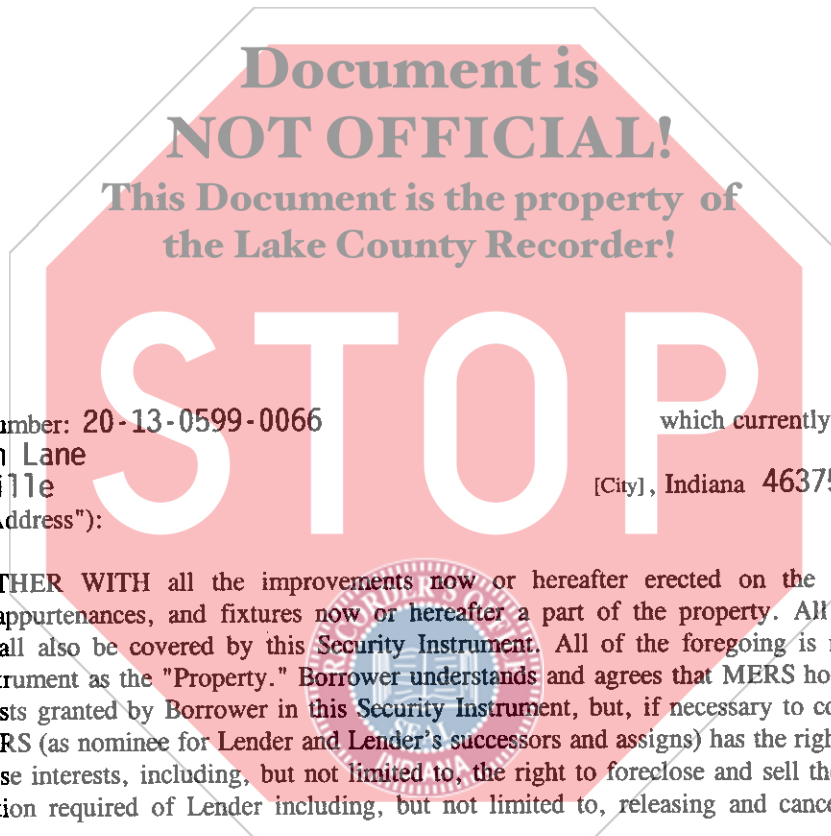 Document is
NOT OFFICIAL!
This Document is the property of
the Lake County Recorder!
STOP
umber: 20-13-0599-0066 which currently
n Lane
ille [City], Indiana 46375
Address"):
THER WITH all the improvements now or hereafter erected on the
appurtenances, and fixtures now or hereafter a part of the property. All
all also be covered by this Security Instrument. All of the foregoing is r
trument as the "Property." Borrower understands and agrees that MERS ho
sts granted by Borrower in this Security Instrument, but, if necessary to co
RS (as nominee for Lender and Lender's successors and assigns) has the righ
se interests, including, but not limited to, the right to foreclose and sell the
tion required of Lender including, but not limited to, releasing and cance
SEAL
INDIANA